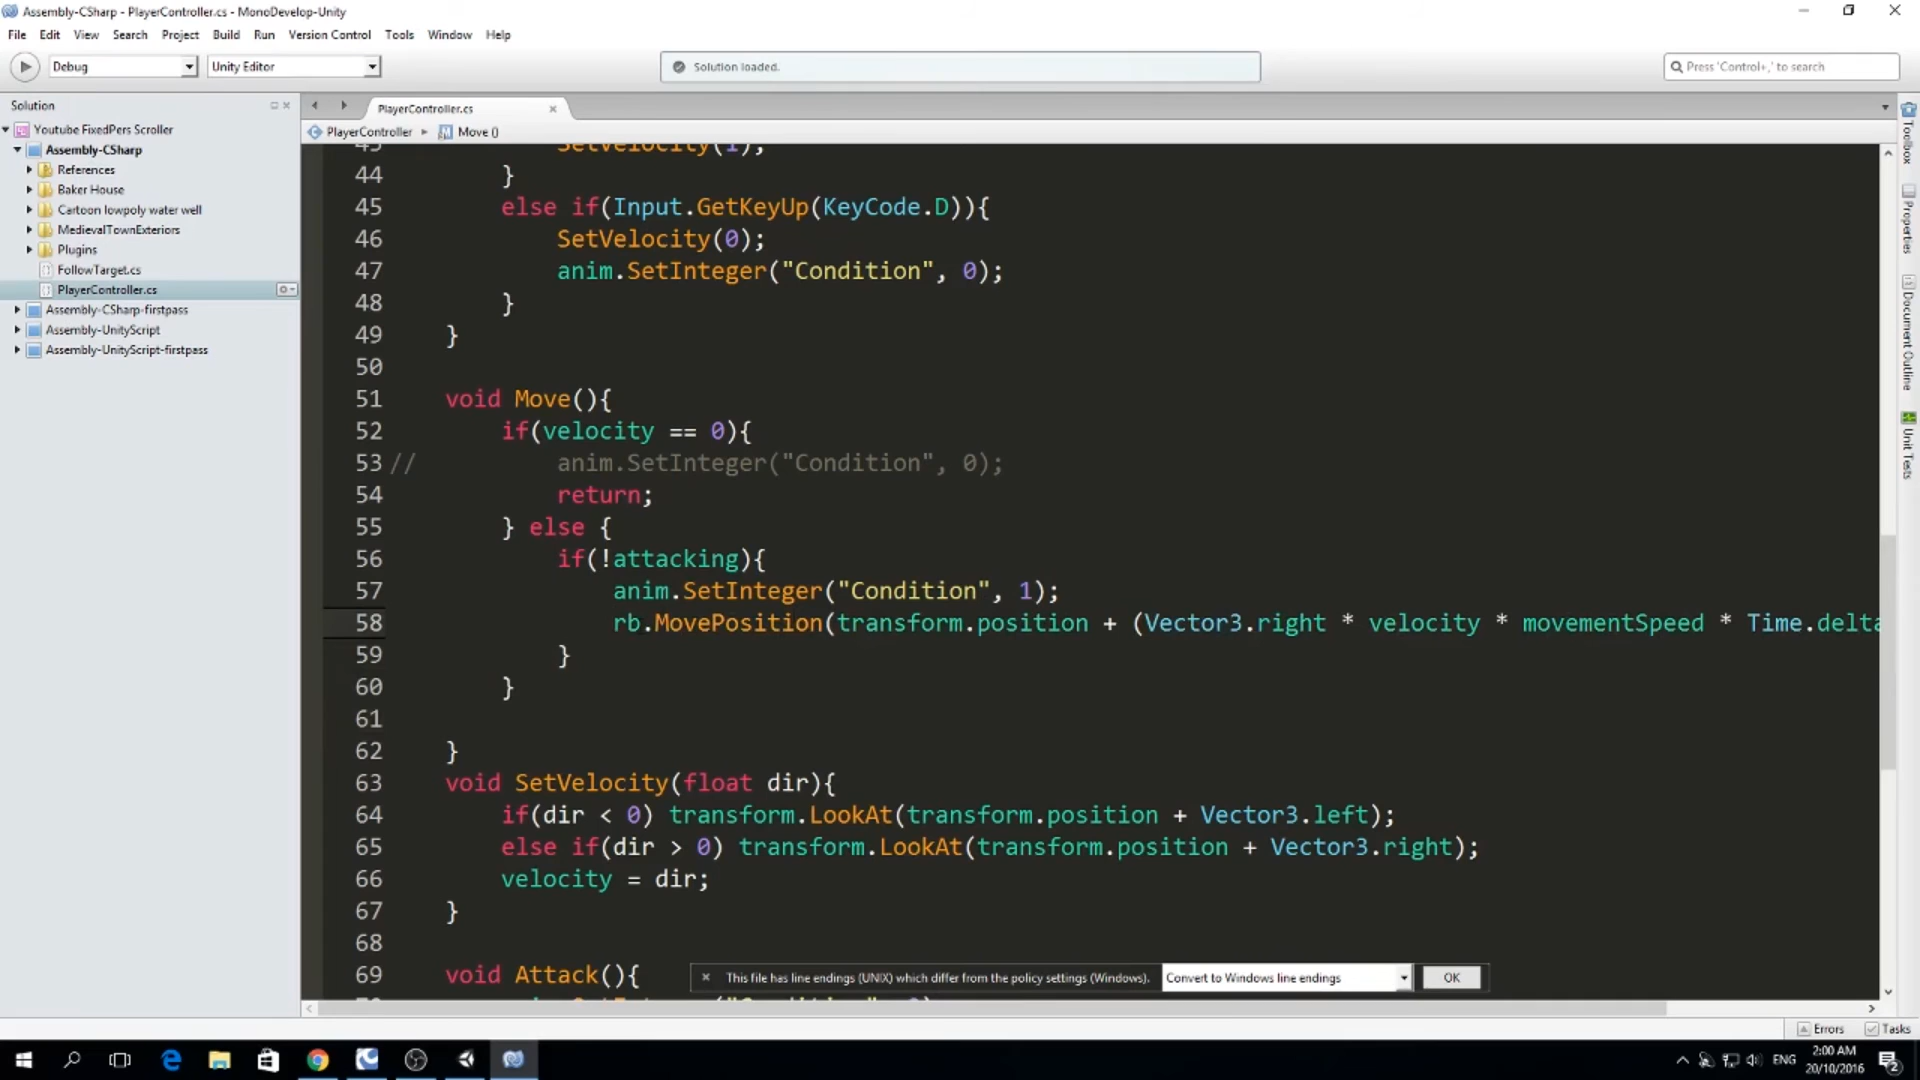 Assembly-CSharp - PlayerController.cs - MonoDevelop-Unity
File Edit View Search Project Build Run Version Control Tools Window Help
Debug
Unity Editor
Solution loaded.
Press 'Control+,' to search
Solution
Youtube FixedPers Scroller
Assembly-CSharp
References
Baker House
Cartoon lowpoly water well
MedievalTownExteriors
Plugins
FollowTarget.cs
PlayerController.cs
Assembly-CSharp-firstpass
Assembly-UnityScript
Assembly-UnityScript-firstpass
PlayerController.cs
PlayerController Move ()
43 SetVelocity(1);
44 }
45 else if(Input.GetKeyUp(KeyCode.D)){
46 SetVelocity(0);
47 anim.SetInteger("Condition", 0);
48 }
49 }
50
51 void Move(){
52 if(velocity == 0){
53 // anim.SetInteger("Condition", 0);
54 return;
55 } else {
56 if(!attacking){
57 anim.SetInteger("Condition", 1);
58 rb.MovePosition(transform.position + (Vector3.right * velocity * movementSpeed * Time.delta
59 }
60 }
61
62 }
63 void SetVelocity(float dir){
64 if(dir < 0) transform.LookAt(transform.position + Vector3.left);
65 else if(dir > 0) transform.LookAt(transform.position + Vector3.right);
66 velocity = dir;
67 }
68
69 void Attack(){
This file has line endings (UNIX) which differ from the policy settings (Windows).
Convert to Windows line endings
OK
Toolbox
Properties
Document Outline
Unit Tests
Errors
Tasks
ENG
2:00 AM
20/10/2016
2